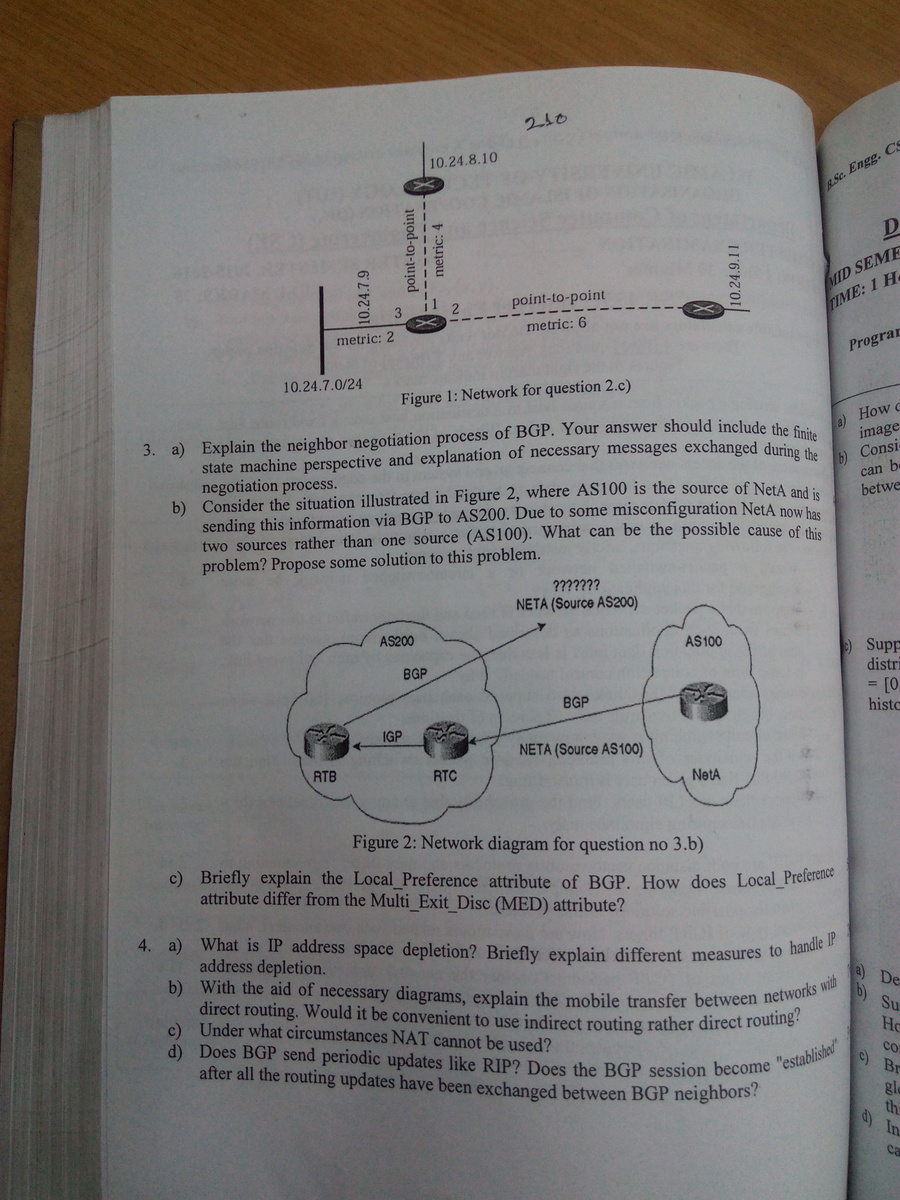 210
10.24.8.10
point-to-point
metric: 4
10.24.7.9
3
1
2
point-to-point
metric: 6
10.24.9.11
metric: 2
10.24.7.0/24
Figure 1: Network for question 2.c)
3. a) Explain the neighbor negotiation process of BGP. Your answer should include the finite
state machine perspective and explanation of necessary messages exchanged during the
negotiation process.
b) Consider the situation illustrated in Figure 2, where AS100 is the source of NetA and is
sending this information via BGP to AS200. Due to some misconfiguration NetA now has
two sources rather than one source (AS100). What can be the possible cause of this
problem? Propose some solution to this problem.
???????
NETA (Source AS200)
AS200
AS100
BGP
BGP
IGP
NETA (Source AS100)
RTB
RTC
NetA
Figure 2: Network diagram for question no 3.b)
c) Briefly explain the Local_Preference attribute of BGP. How does Local_Preference
attribute differ from the Multi_Exit_Disc (MED) attribute?
4. a) What is IP address space depletion? Briefly explain different measures to handle IP
address depletion.
b) With the aid of necessary diagrams, explain the mobile transfer between networks with
direct routing. Would it be convenient to use indirect routing rather direct routing?
c) Under what circumstances NAT cannot be used?
d) Does BGP send periodic updates like RIP? Does the BGP session become "established"
after all the routing updates have been exchanged between BGP neighbors?
B.Sc. Engg. CS
D
MID SEME
TIME: 1 H
Progra
a) How
image
b) Consi
can b
betwe
c) Supp
distri
= [0
histo
a) De
b) Su
Ho
co
c) Br
gl
th
d) In
ca